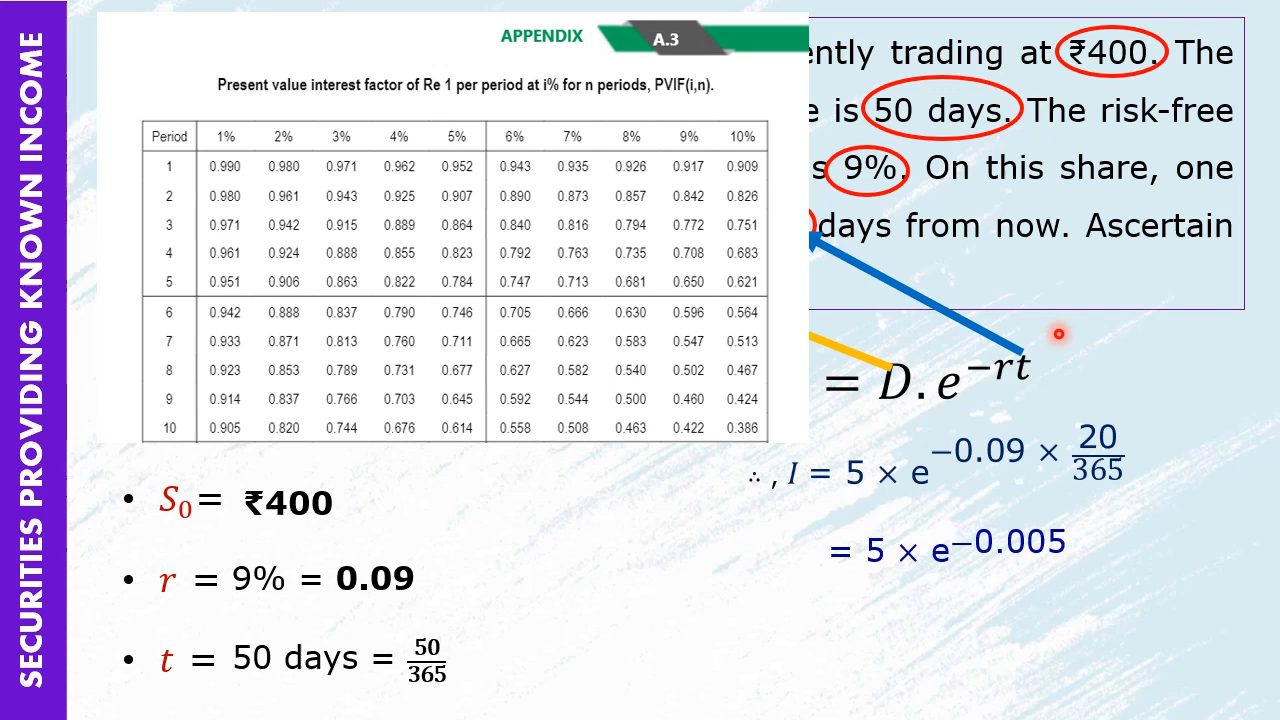 SECURITIES PROVIDING KNOWN INCOME
APPENDIX A.3
Present value interest factor of Re 1 per period at i% for n periods, PVIF(i,n).
Period 1% 2% 3% 4% 5% 6% 7% 8% 9% 10%
1 0.990 0.980 0.971 0.962 0.952 0.943 0.935 0.926 0.917 0.909
2 0.980 0.961 0.943 0.925 0.907 0.890 0.873 0.857 0.842 0.826
3 0.971 0.942 0.915 0.889 0.864 0.840 0.816 0.794 0.772 0.751
4 0.961 0.924 0.888 0.855 0.823 0.792 0.763 0.735 0.708 0.683
5 0.951 0.906 0.863 0.822 0.784 0.747 0.713 0.681 0.650 0.621
6 0.942 0.888 0.837 0.790 0.746 0.705 0.666 0.630 0.596 0.564
7 0.933 0.871 0.813 0.760 0.711 0.665 0.623 0.583 0.547 0.513
8 0.923 0.853 0.789 0.731 0.677 0.627 0.582 0.540 0.502 0.467
9 0.914 0.837 0.766 0.703 0.645 0.592 0.544 0.500 0.460 0.424
10 0.905 0.820 0.744 0.676 0.614 0.558 0.508 0.463 0.422 0.386
trading at ₹400. The
is 50 days. The risk-free
9%. On this share, one
days from now. Ascertain
= D.e^{−rt}
∴ , I = 5 × e^{−0.09 × 20/365}
= 5 × e^{−0.005}
• S₀ = ₹400
• r = 9% = 0.09
• t = 50 days = 50/365